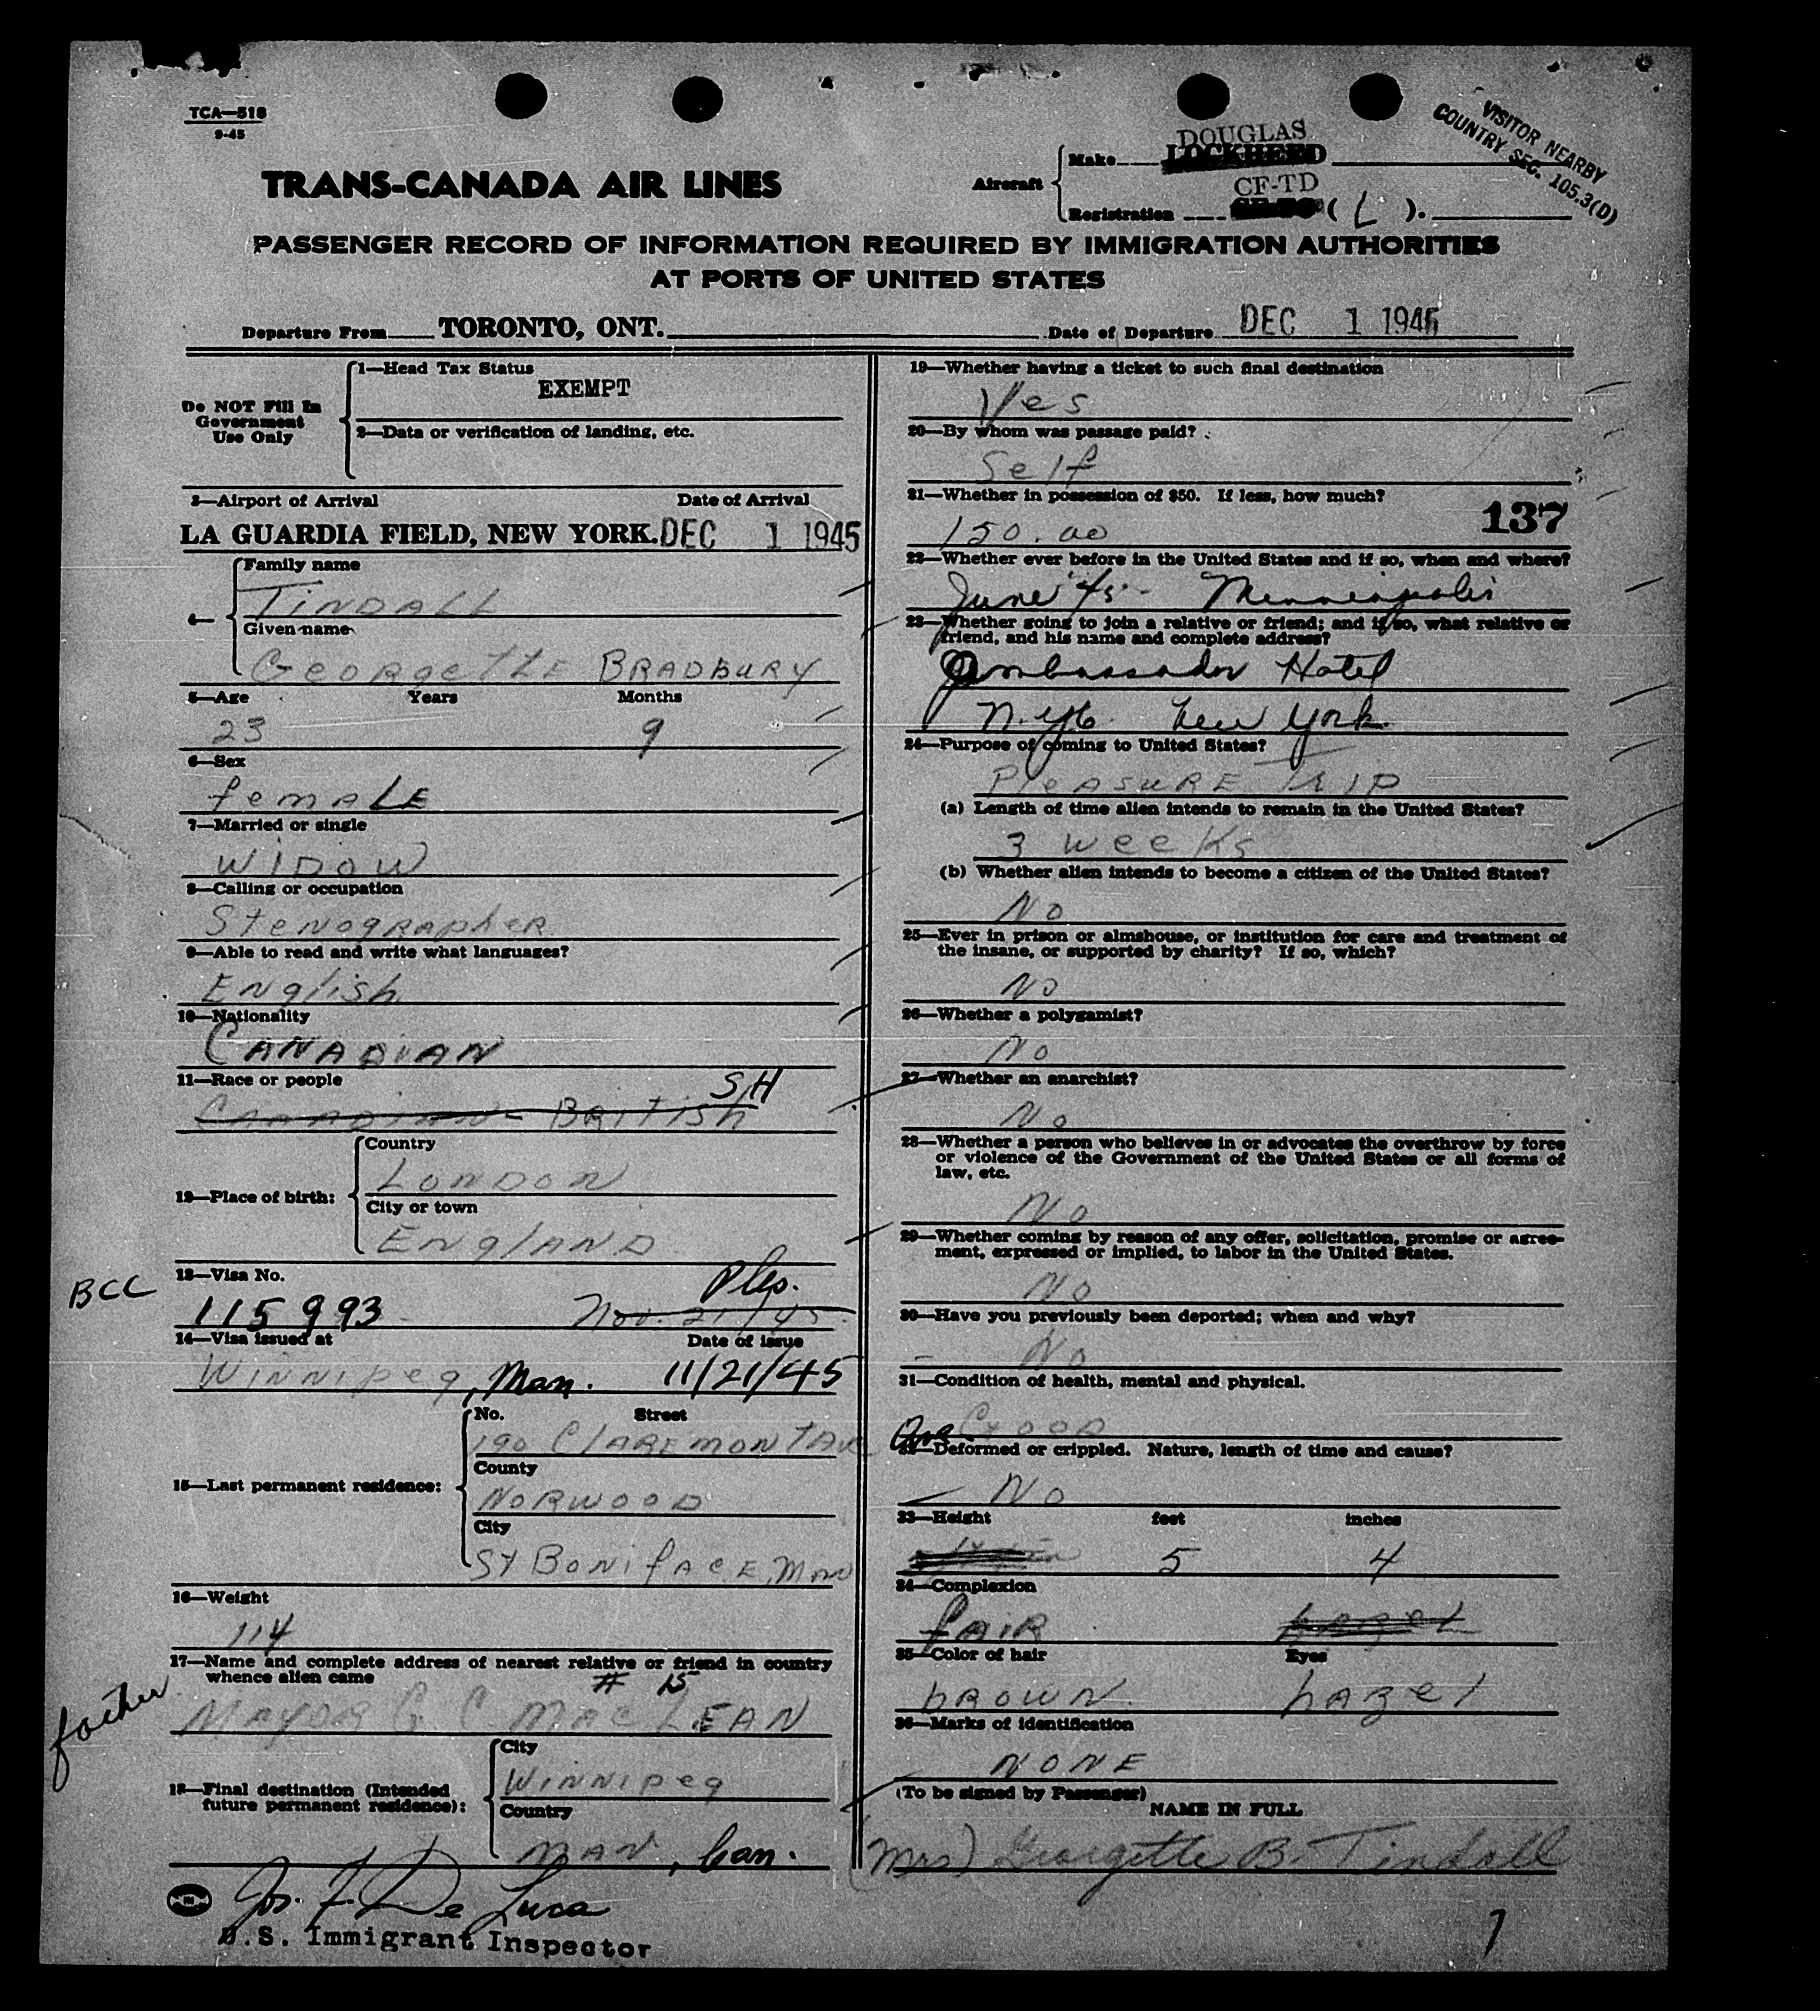 TCA—518
9-45
VISITOR NEARBY
COUNTRY SEC. 105.3(D)
TRANS-CANADA AIR LINES
Aircraft
Make
DOUGLAS
LOCKHEED
Registration
CF-TD
( L ).
PASSENGER RECORD OF INFORMATION REQUIRED BY IMMIGRATION AUTHORITIES
AT PORTS OF UNITED STATES
Departure From TORONTO, ONT. Date of Departure DEC 1 1945
Do NOT Fill In
Government
Use Only
1—Head Tax Status
EXEMPT
2—Data or verification of landing, etc.
3—Airport of Arrival Date of Arrival
LA GUARDIA FIELD, NEW YORK. DEC 1 1945
4—
Family name
TINDALL
Given name
GEORGETTE BRADBURY
5—Age Years Months
23 9
6—Sex
female
7—Married or single
WIDOW
8—Calling or occupation
Stenographer
9—Able to read and write what languages?
English
10—Nationality
CANADIAN
11—Race or people
SH
Canadian - British
12—Place of birth:
Country
LONDON
City or town
ENGLAND
BCC
13—Visa No.
115993 Nov. 21/45.
14—Visa issued at Date of issue
Winnipeg, Man. 11/21/45
15—Last permanent residence:
No. Street
190 CLAREMONT AVE
County
NORWOOD
City
ST BONIFACE, MAN
16—Weight
114
17—Name and complete address of nearest relative or friend in country
whence alien came
# 15
father
Mayor G C MacLEAN
18—Final destination (Intended
future permanent residence):
City
Winnipeg
Country
MAN, Can.
Jos. F. De Luca
U.S. Immigrant Inspector
19—Whether having a ticket to such final destination
Yes
20—By whom was passage paid?
Self
21—Whether in possession of $50. If less, how much?
150.00
137
22—Whether ever before in the United States and if so, when and where?
June '45 - Minneapolis
23—Whether going to join a relative or friend; and if so, what relative or
friend, and his name and complete address?
Ambassador Hotel
N.Y.C. New York.
24—Purpose of coming to United States?
Pleasure Trip
(a) Length of time alien intends to remain in the United States?
3 weeks
(b) Whether alien intends to become a citizen of the United States?
No
25—Ever in prison or almshouse, or institution for care and treatment of
the insane, or supported by charity? If so, which?
No
26—Whether a polygamist?
No
27—Whether an anarchist?
No
28—Whether a person who believes in or advocates the overthrow by force
or violence of the Government of the United States or all forms of
law, etc.
No
29—Whether coming by reason of any offer, solicitation, promise or agree-
ment, expressed or implied, to labor in the United States.
No
30—Have you previously been deported; when and why?
No
31—Condition of health, mental and physical.
Good
32—Deformed or crippled. Nature, length of time and cause?
No
33—Height feet inches
5 4
34—Complexion
fair hazel
35—Color of hair Eyes
brown hazel
36—Marks of identification
NONE
(To be signed by Passenger)
NAME IN FULL
(Mrs) Georgette B. Tindall
7